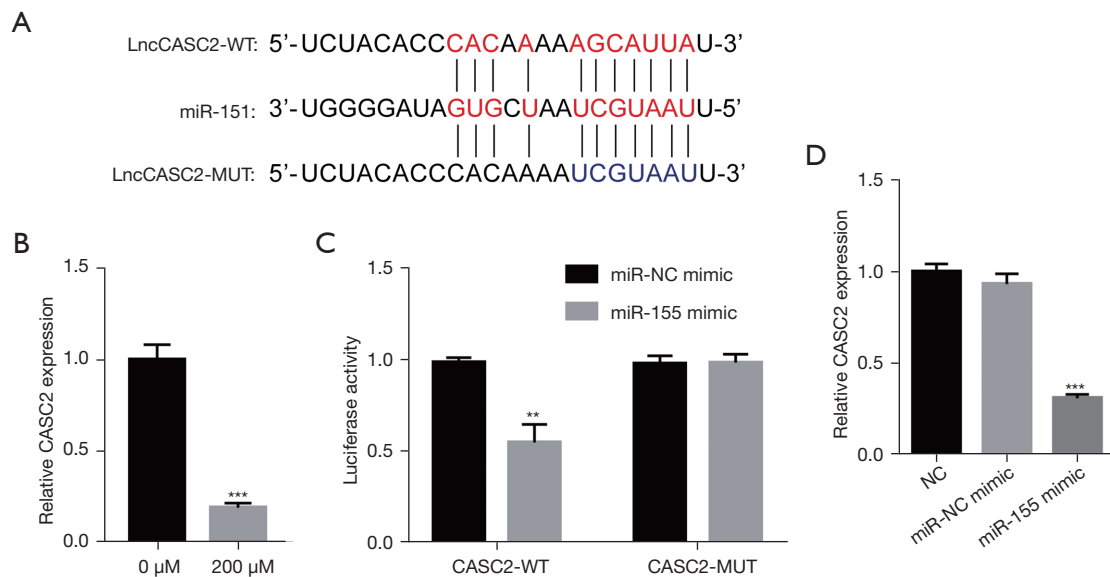 A
LncCASC2-WT: 5’-UCUACACCCACAAAAAGCAUUAU-3’
miR-151: 3’-UGGGGAUAGUGCUAAUCGUAAUU-5’
LncCASC2-MUT: 5’-UCUACACCCACAAAAUCGUAAUU-3’
B
Relative CASC2 expression
1.5
1.0
0.5
0.0
***
0 μM 200 μM
C
Luciferase activity
1.5
1.0
0.5
0.0
miR-NC mimic
miR-155 mimic
**
CASC2-WT CASC2-MUT
D
Relative CASC2 expression
1.5
1.0
0.5
0.0
***
NC
miR-NC mimic
miR-155 mimic